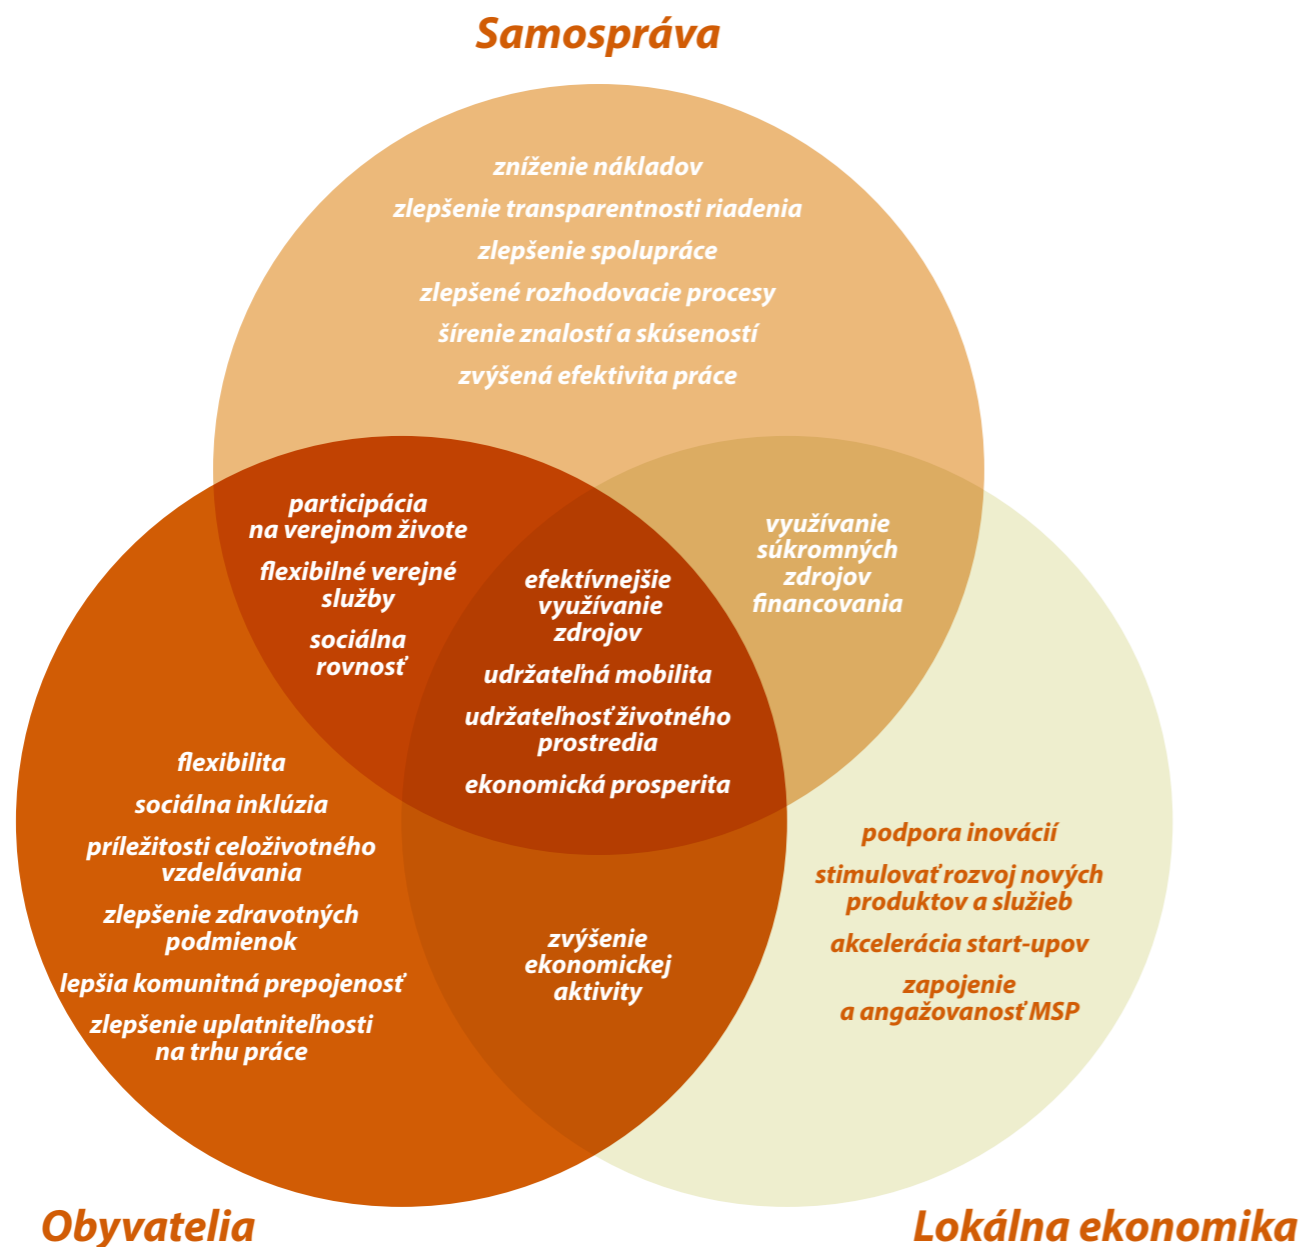 Samospráva
zníženie nákladov
zlepšenie transparentnosti riadenia
zlepšenie spolupráce
zlepšené rozhodovacie procesy
šírenie znalostí a skúseností
zvýšená efektivita práce
participácia
na verejnom živote
flexibilné verejné
služby
sociálna
rovnosť
efektívnejšie
využívanie
zdrojov
udržateľná mobilita
udržateľnosť životného
prostredia
ekonomická prosperita
využívanie
súkromných
zdrojov
financovania
flexibilita
sociálna inklúzia
príležitosti celoživotného
vzdelávania
zlepšenie zdravotných
podmienok
lepšia komunitná prepojenosť
zlepšenie uplatniteľnosti
na trhu práce
zvýšenie
ekonomickej
aktivity
podpora inovácií
stimulovať rozvoj nových
produktov a služieb
akcelerácia start-upov
zapojenie
a angažovanosť MSP
Obyvatelia
Lokálna ekonomika